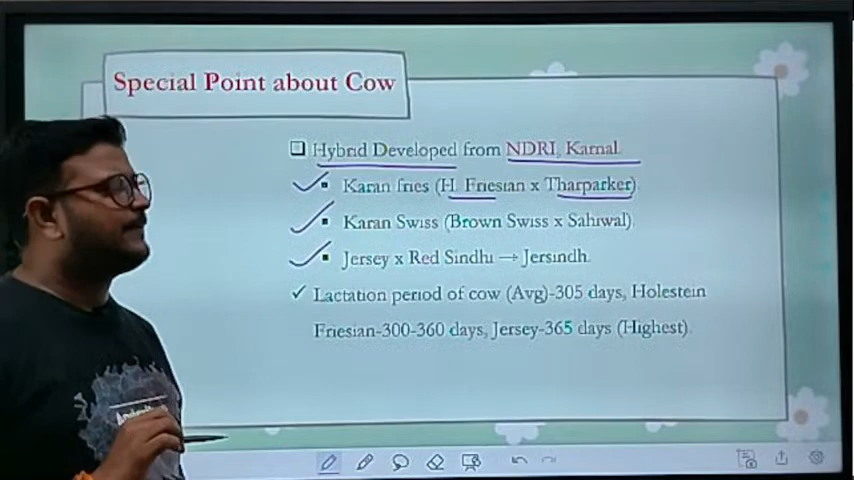 Special Point about Cow
Hybrid Developed from NDRI, Karnal
Karan fries (H. Friesian x Tharparker).
Karan Swiss (Brown Swiss x Sahiwal).
Jersey x Red Sindhi → Jersindh.
Lactation period of cow (Avg)-305 days, Holestein
Friesian-300-360 days, Jersey-365 days (Highest).